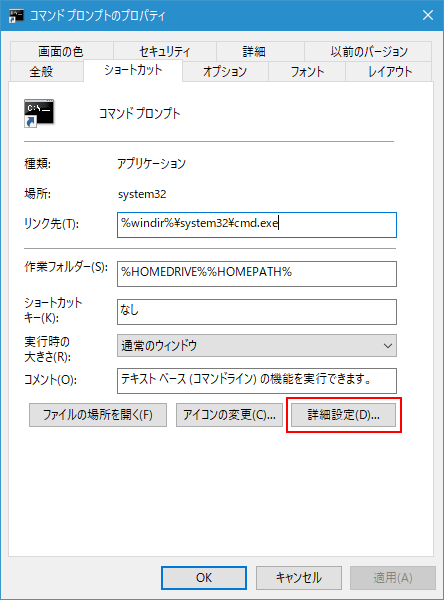 コマンド プロンプトのプロパティ
画面の色 セキュリティ 詳細 以前のバージョン
全般 ショートカット オプション フォント レイアウト
C:\_
コマンド プロンプト
種類: アプリケーション
場所: system32
リンク先(T): %windir%¥system32¥cmd.exe
作業フォルダー(S): %HOMEDRIVE%%HOMEPATH%
ショートカット
キー(K): なし
実行時の
大きさ(R): 通常のウィンドウ
コメント(O): テキスト ベース (コマンドライン) の機能を実行できます。
ファイルの場所を開く(F) アイコンの変更(C)... 詳細設定(D)...
OK キャンセル 適用(A)